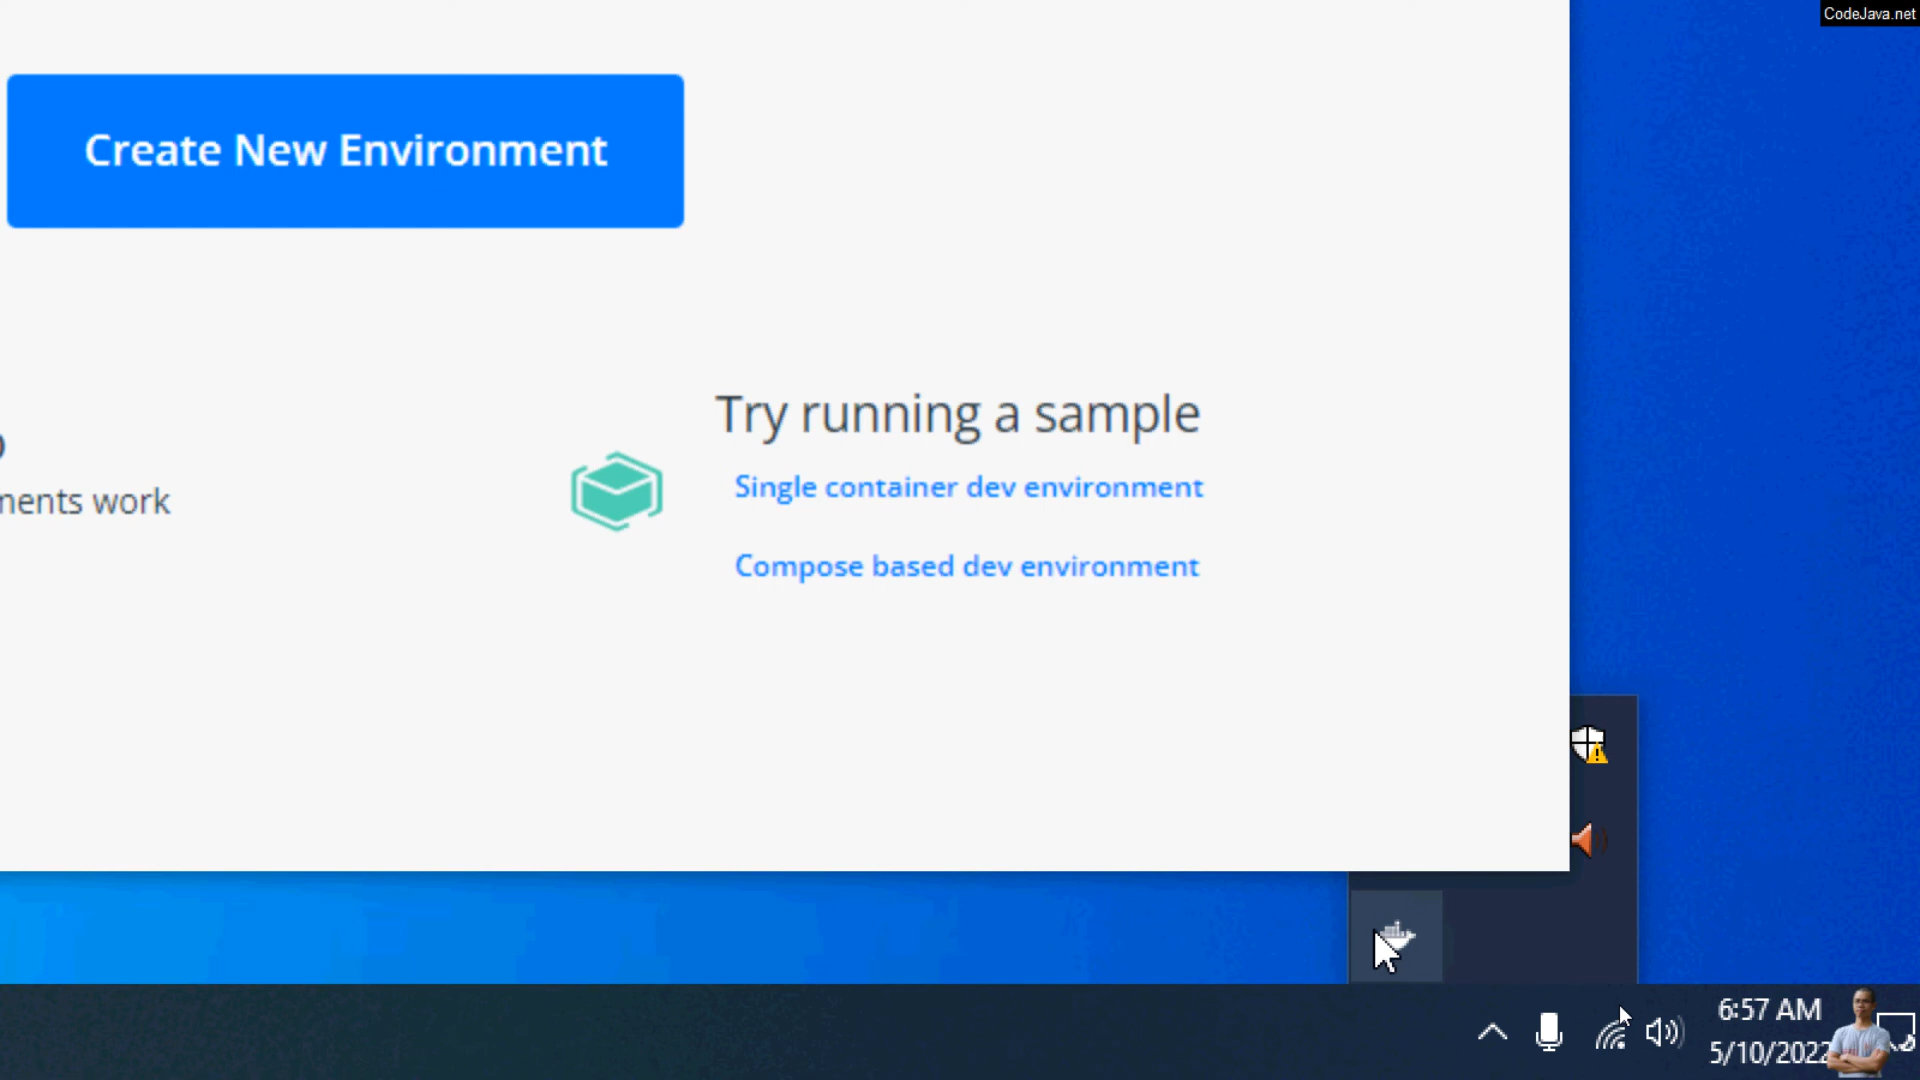 CodeJava.net
Create New Environment
Try running a sample
Single container dev environment
ments work
Compose based dev environment
6:57 AM
5/10/2022